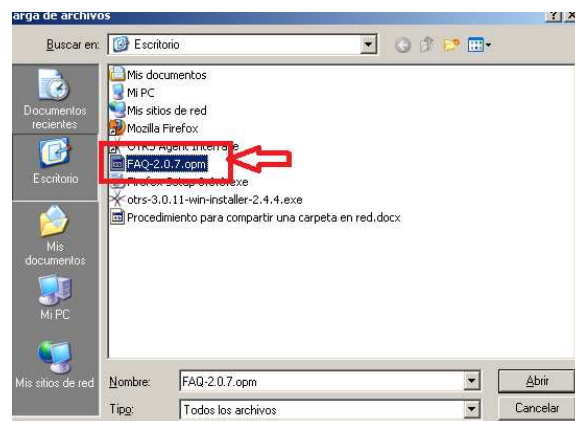 arga de archivos
Buscar en:
Escritorio
Documentos
recientes
Escritorio
Mis
documentos
Mi PC
Mis sitios de red
Mis documentos
Mi PC
Mis sitios de red
Mozilla Firefox
OTRS Agent Interface
FAQ-2.0.7.opm
otrs-3.0.11-win-installer-2.4.4.exe
Procedimiento para compartir una carpeta en red.docx
Nombre:
FAQ-2.0.7.opm
Abrir
Tipo:
Todos los archivos
Cancelar